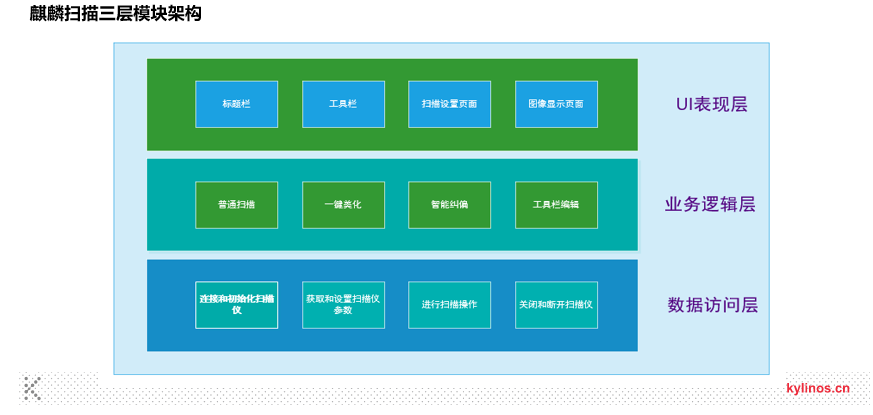 麒麟扫描三层模块架构
标题栏
工具栏
扫描设置页面
图像显示页面
UI表现层
普通扫描
一键美化
智能纠偏
工具栏编辑
业务逻辑层
连接和初始化扫描
仪
获取和设置扫描仪
参数
进行扫描操作
关闭和断开扫描仪
数据访问层
kylinos.cn